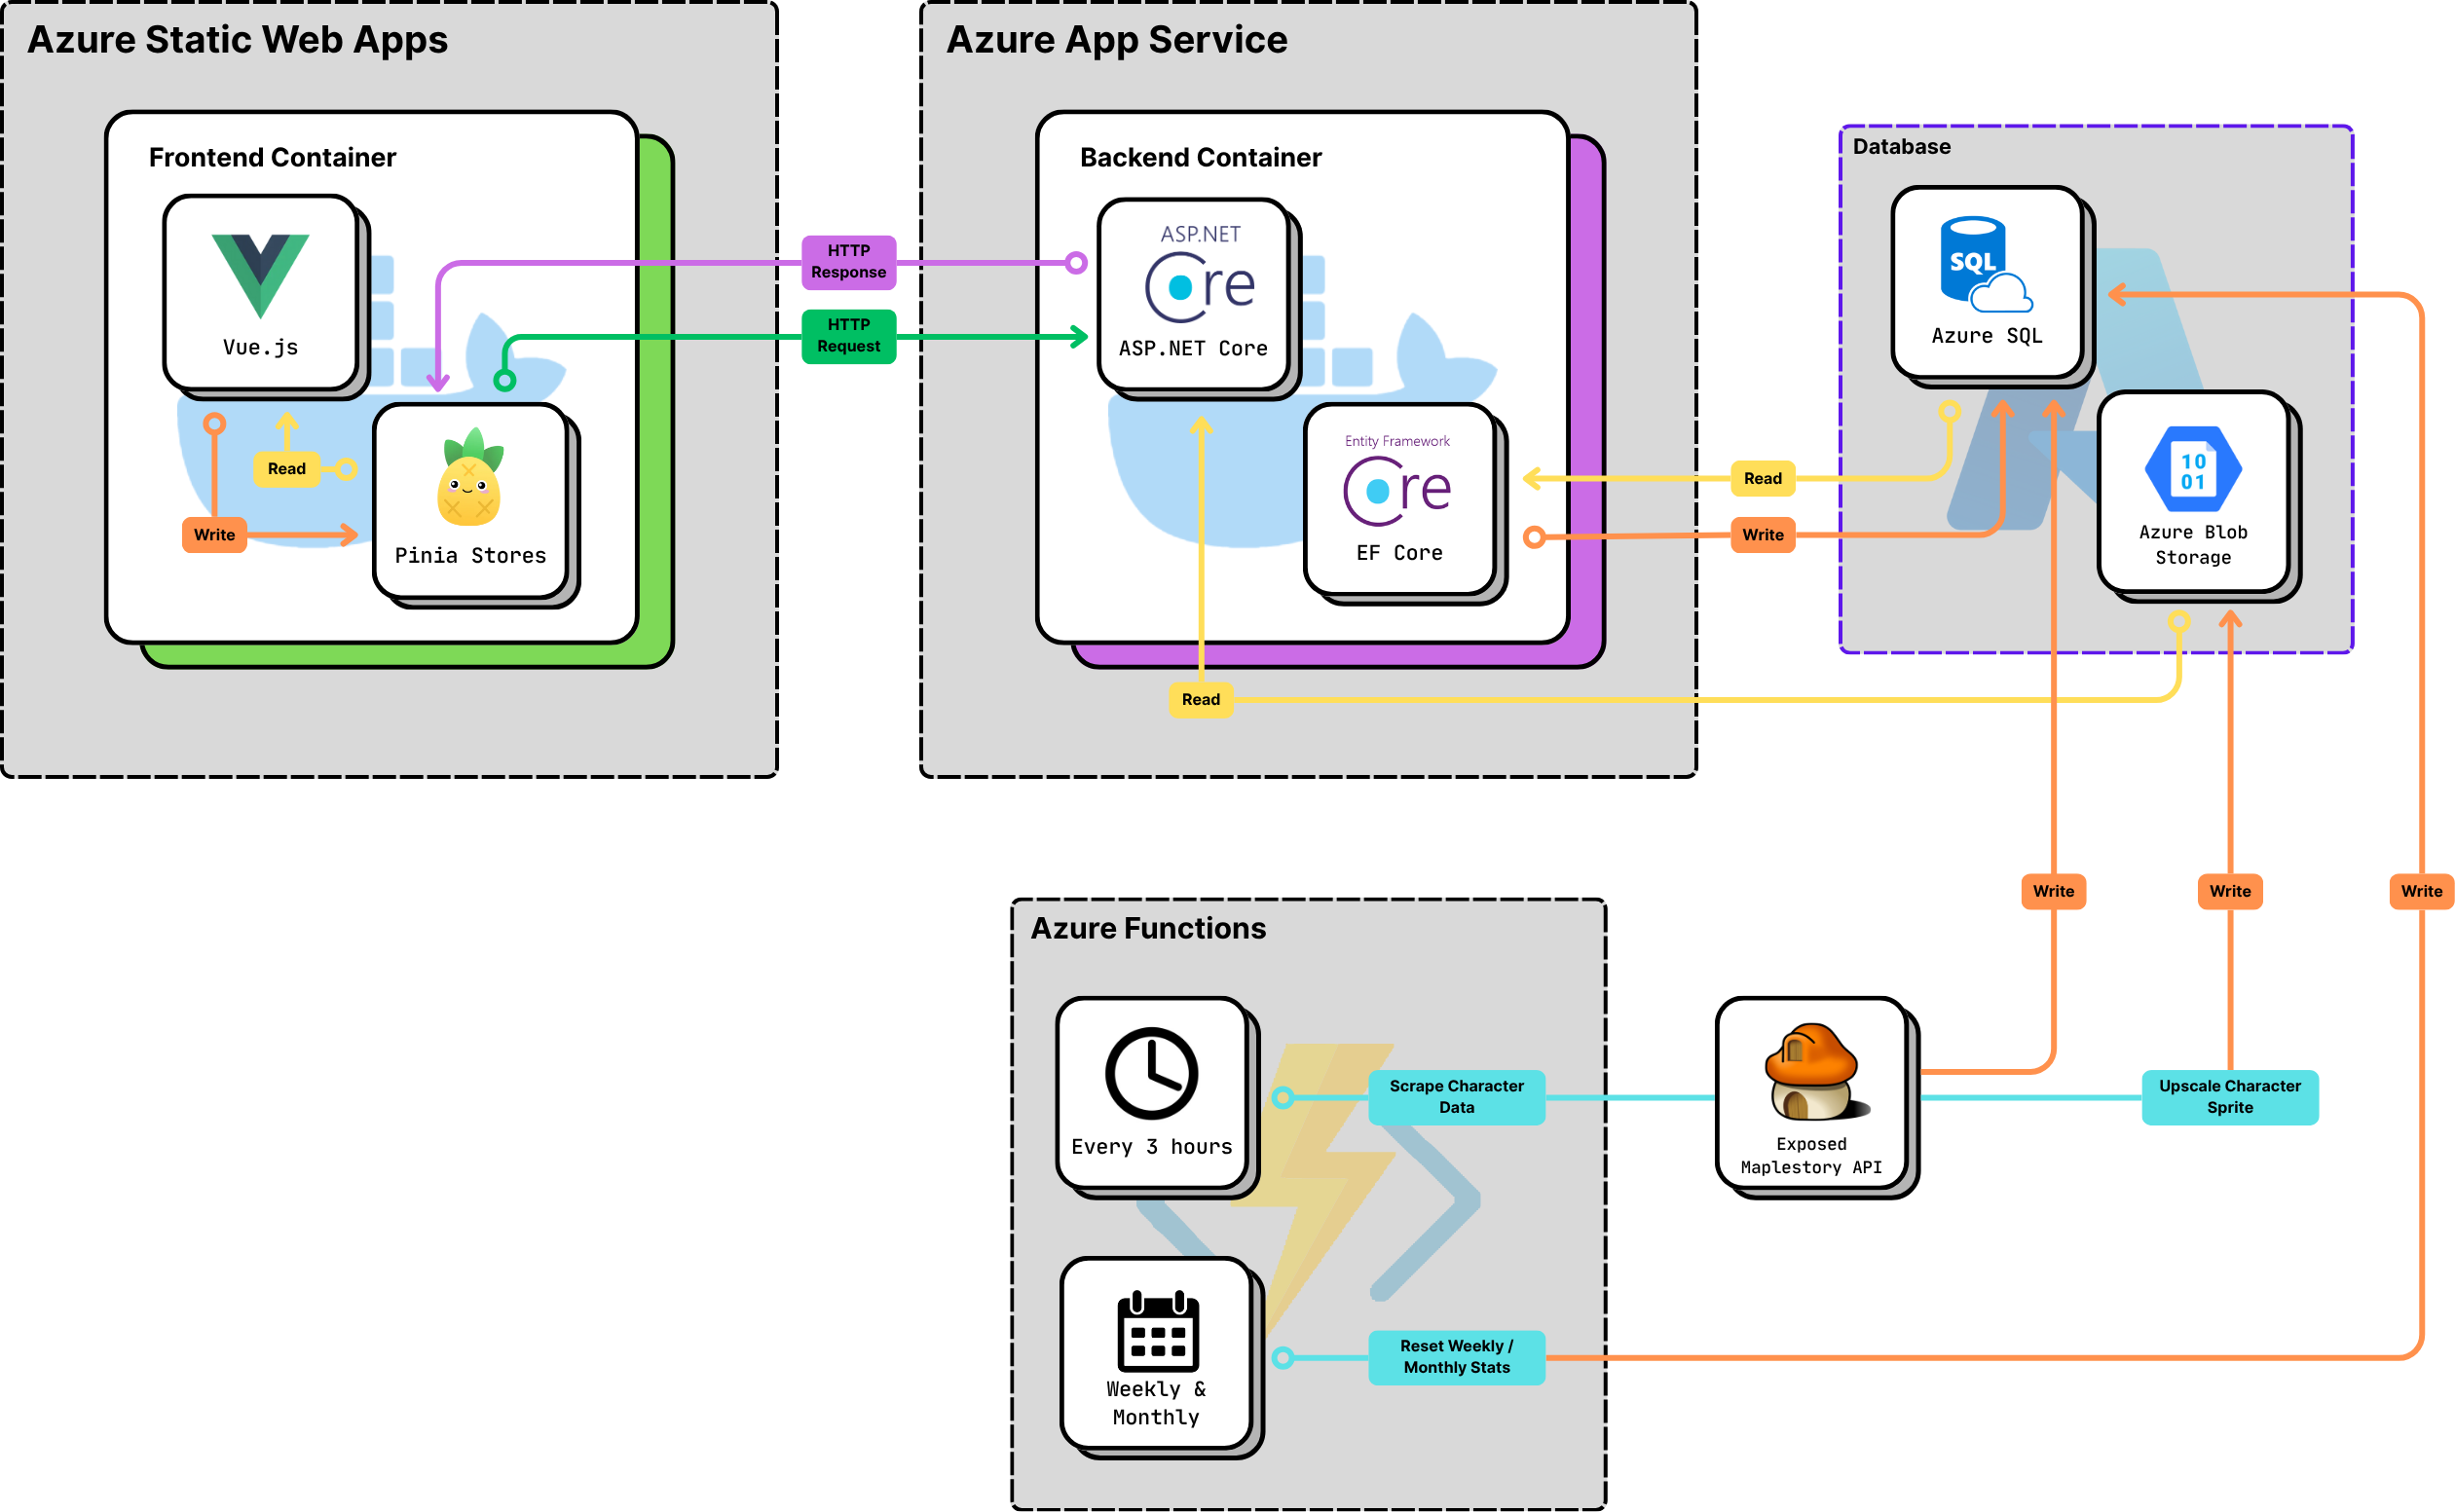 Azure Static Web Apps
Frontend Container
Vue.js
Read
Write
Pinia Stores
HTTP
Response
HTTP
Request
Azure App Service
Backend Container
ASP.NET
Core
ASP.NET Core
Entity Framework
Core
EF Core
Read
Read
Write
Database
SQL
Azure SQL
10
01
Azure Blob
Storage
Write
Write
Write
Azure Functions
Every 3 hours
Scrape Character
Data
Exposed
Maplestory API
Upscale Character
Sprite
Weekly &
Monthly
Reset Weekly /
Monthly Stats